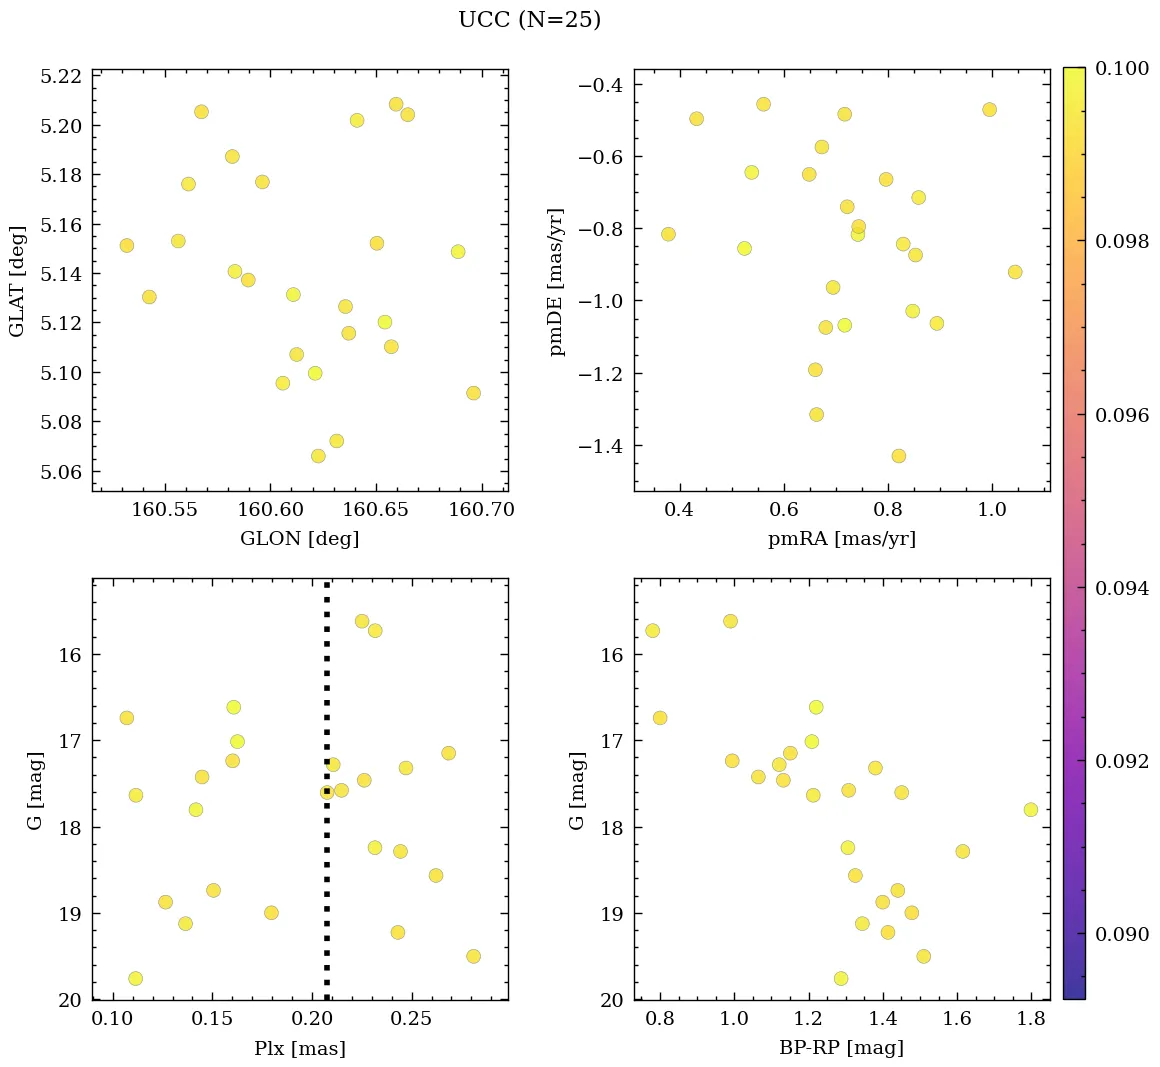 UCC (N=25)
5.22
5.20
5.18
5.16
5.14
5.12
5.10
5.08
5.06
GLAT [deg]
160.55 160.60 160.65 160.70
GLON [deg]
−0.4
−0.6
−0.8
−1.0
−1.2
−1.4
pmDE [mas/yr]
0.4 0.6 0.8 1.0
pmRA [mas/yr]
16
17
18
19
20
G [mag]
0.10 0.15 0.20 0.25
Plx [mas]
16
17
18
19
20
G [mag]
0.8 1.0 1.2 1.4 1.6 1.8
BP-RP [mag]
0.100
0.098
0.096
0.094
0.092
0.090